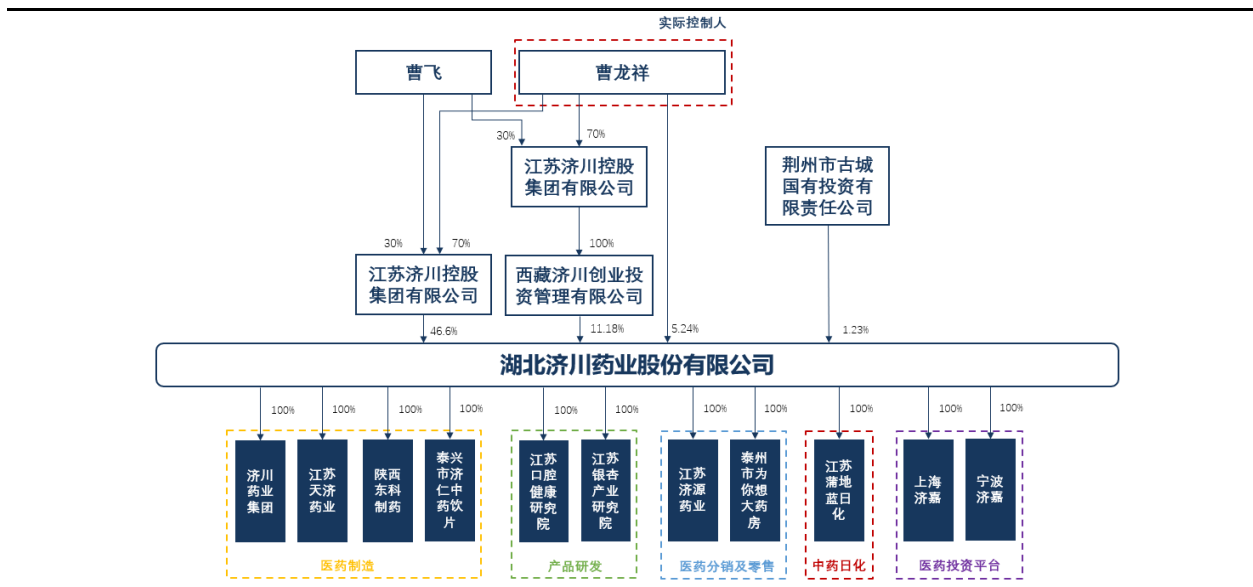 实际控制人
曹飞
曹龙祥
30%
70%
江苏济川控股
集团有限公司
荆州市古城
国有投资有
限责任公司
30%
70%
100%
江苏济川控股
集团有限公司
西藏济川创业投
资管理有限公司
46.6%
11.18%
5.24%
1.23%
湖北济川药业股份有限公司
100%
100%
100%
100%
100%
100%
100%
100%
100%
100%
100%
济川
药业
集团
江苏
天济
药业
陕西
东科
制药
泰兴
市济
仁中
药饮
片
江苏
口腔
健康
研究
院
江苏
银杏
产业
研究
院
江苏
济源
药业
泰州
市为
你想
大药
房
江苏
蒲地
蓝日
化
上海
济嘉
宁波
济嘉
医药制造
产品研发
医药分销及零售
中药日化
医药投资平台